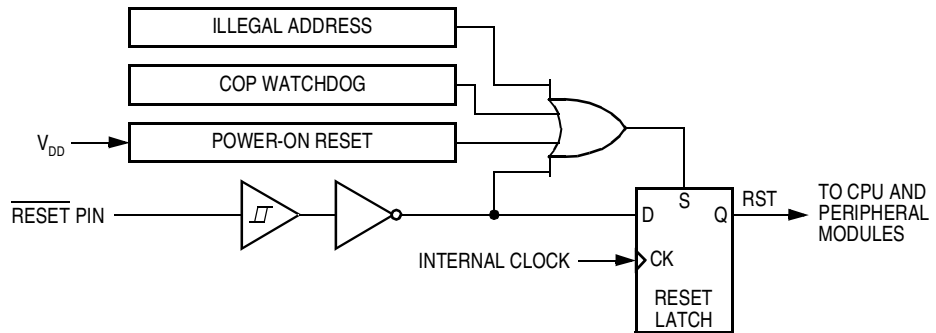 ILLEGAL ADDRESS
COP WATCHDOG
V_DD
POWER-ON RESET
RESET PIN
D
S
Q
RST
TO CPU AND
PERIPHERAL
MODULES
INTERNAL CLOCK
CK
RESET
LATCH